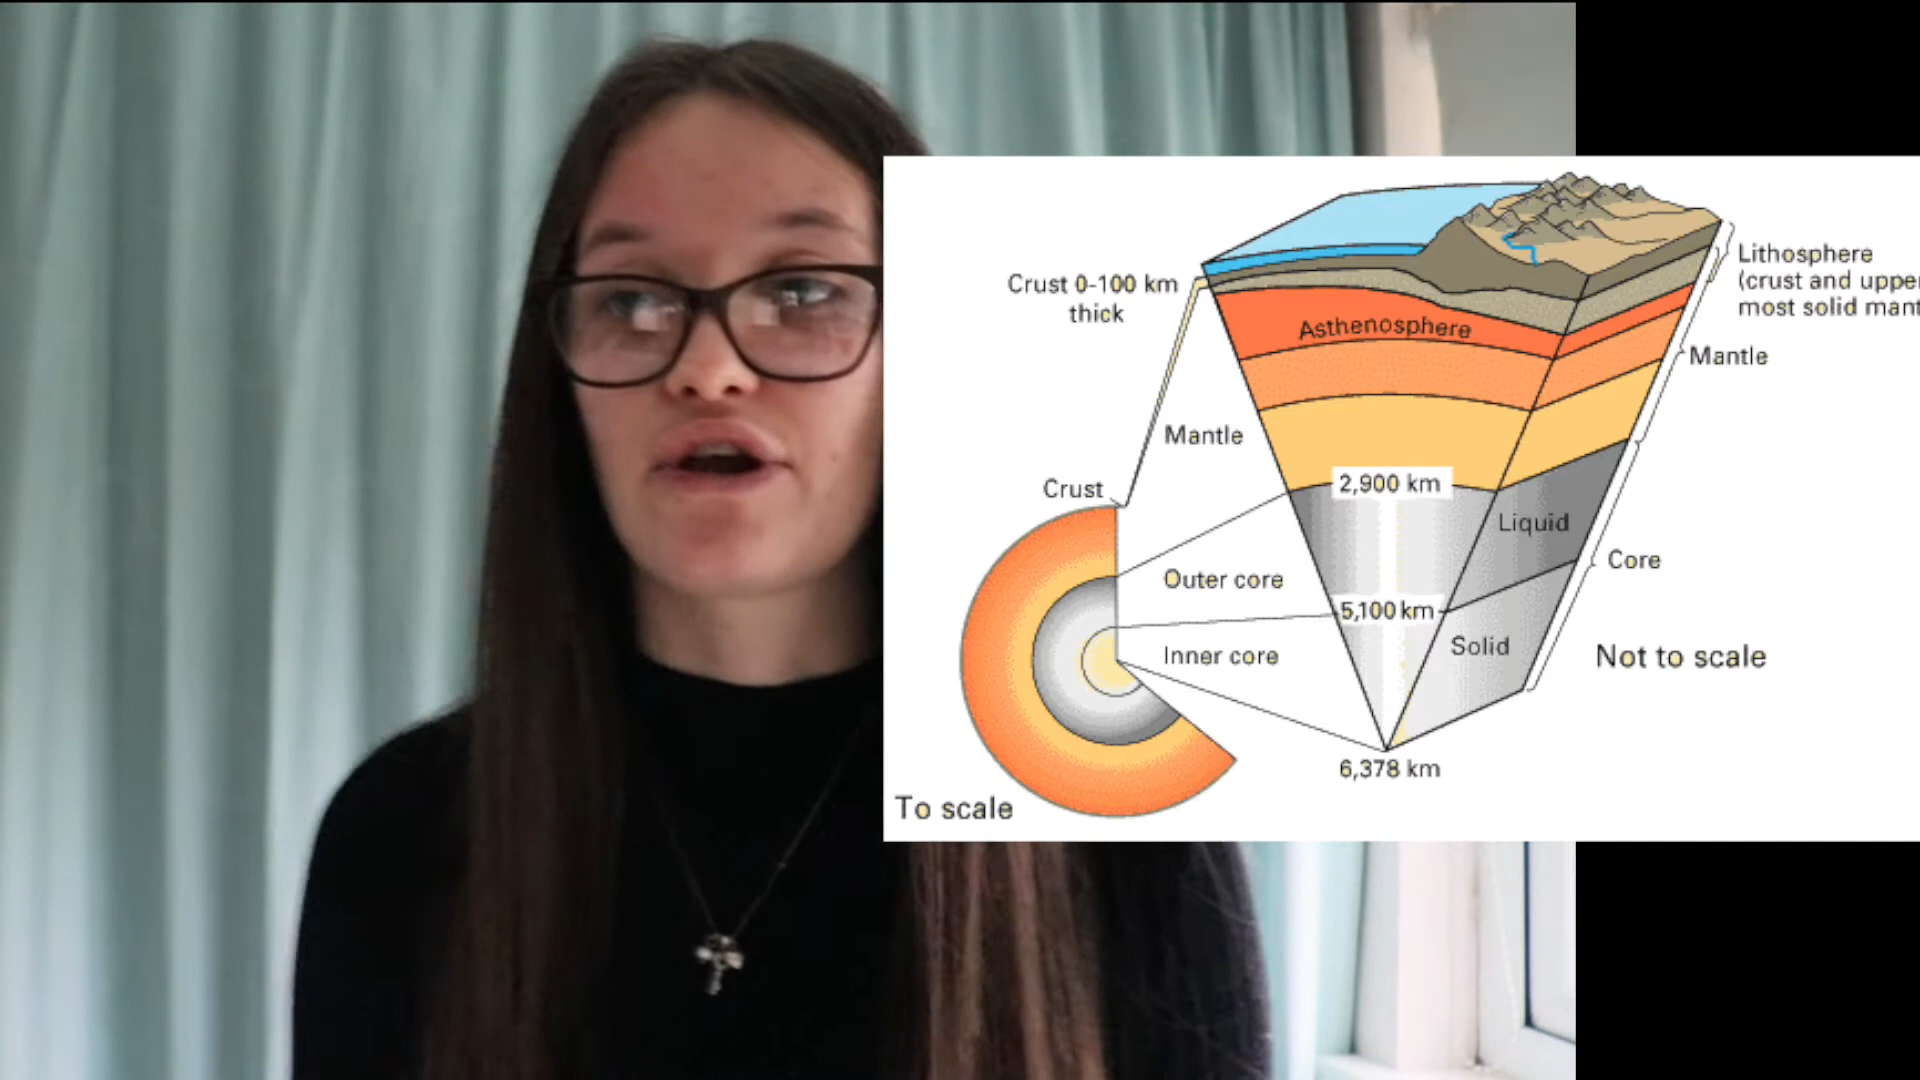 Lithosphere
(crust and upper
most solid mant
Crust 0-100 km
thick
Asthenosphere
Mantle
Mantle
2,900 km
Crust
Liquid
Core
Outer core
5,100 km
Solid
Inner core
Not to scale
6,378 km
To scale